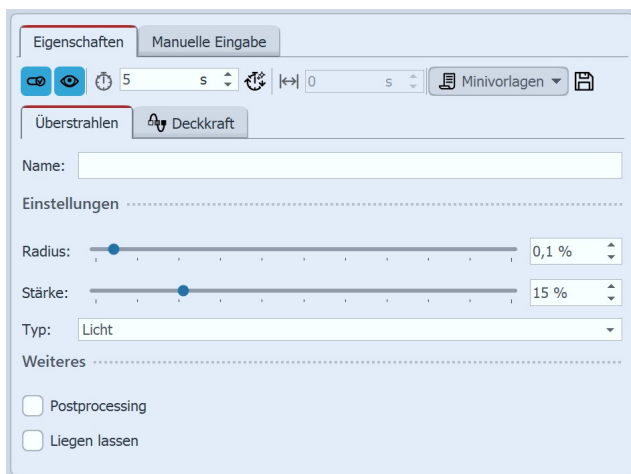 Eigenschaften Manuelle Eingabe
5 s 0 s Minivorlagen
Überstrahlen Deckkraft
Name:
Einstellungen
Radius: 0,1 %
Stärke: 15 %
Typ: Licht
Weiteres
Postprocessing
Liegen lassen